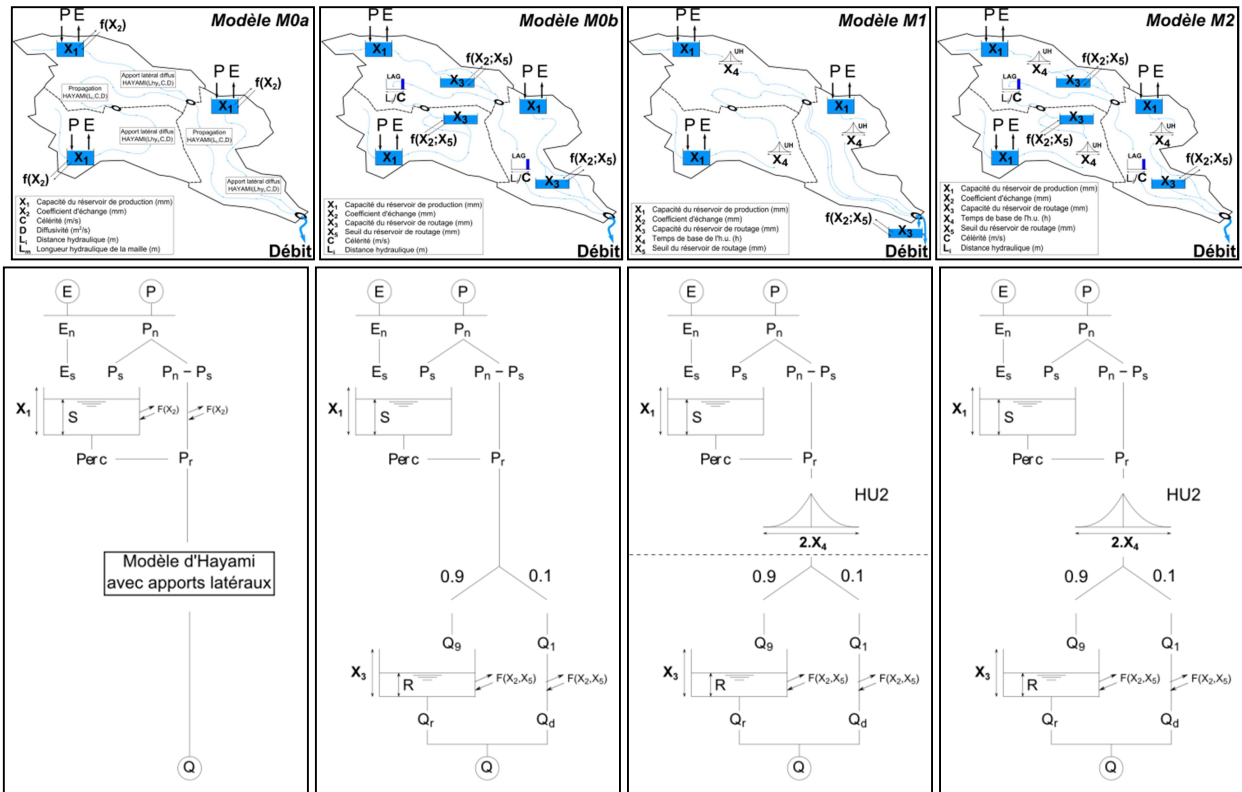 Modèle M0a
P E
f(X2)
X1
Apport latéral diffus
HAYAMI(Lhy,C,D)
Propagation
HAYAMI(L,C,D)
P E
f(X2)
X1
P E
Apport latéral diffus
HAYAMI(Lhy,C,D)
Propagation
HAYAMI(L,C,D)
X1
f(X2)
Apport latéral diffus
HAYAMI(Lhy,C,D)
X1 Capacité du réservoir de production (mm)
X2 Coefficient d'échange (mm)
C Célérité (m/s)
D Diffusivité (m²/s)
Li Distance hydraulique (m)
Lm Longueur hydraulique de la maille (m)
Débit
Modèle M0b
P E
X1
f(X2;X5)
LAG
L/C
X3
P E
X1
P E
X3
f(X2;X5)
X1
LAG
L/C
f(X2;X5)
X3
X1 Capacité du réservoir de production (mm)
X2 Coefficient d'échange (mm)
X3 Capacité du réservoir de routage (mm)
X5 Seuil du réservoir de routage (mm)
C Célérité (m/s)
Li Distance hydraulique (m)
Débit
Modèle M1
P E
X1
UH
X4
P E
X1
P E
UH
X4
X1
UH
X4
X1 Capacité du réservoir de production (mm)
X2 Coefficient d'échange (mm)
X3 Capacité du réservoir de routage (mm)
X4 Temps de base de l'h.u. (h)
X5 Seuil du réservoir de routage (mm)
f(X2;X5)
X3
Débit
Modèle M2
P E
X1
UH
X4
f(X2;X5)
LAG
L/C
X3
P E
X1
P E
X3
f(X2;X5)
UH
X4
X1
UH
X4
LAG
L/C
f(X2;X5)
X3
X1 Capacité du réservoir de production (mm)
X2 Coefficient d'échange (mm)
X3 Capacité du réservoir de routage (mm)
X4 Temps de base de l'h.u. (h)
X5 Seuil du réservoir de routage (mm)
C Célérité (m/s)
Li Distance hydraulique (m)
Débit
E P
En Pn
Es Ps Pn – Ps
X1 S F(X2) F(X2)
Perc Pr
Modèle d'Hayami
avec apports latéraux
Q
E P
En Pn
Es Ps Pn – Ps
X1 S
Perc Pr
0.9 0.1
Q9 Q1
X3 R F(X2,X5) F(X2,X5)
Qr Qd
Q
E P
En Pn
Es Ps Pn – Ps
X1 S
Perc Pr
HU2
2.X4
0.9 0.1
Q9 Q1
X3 R F(X2,X5) F(X2,X5)
Qr Qd
Q
E P
En Pn
Es Ps Pn – Ps
X1 S
Perc Pr
HU2
2.X4
0.9 0.1
Q9 Q1
X3 R F(X2,X5) F(X2,X5)
Qr Qd
Q